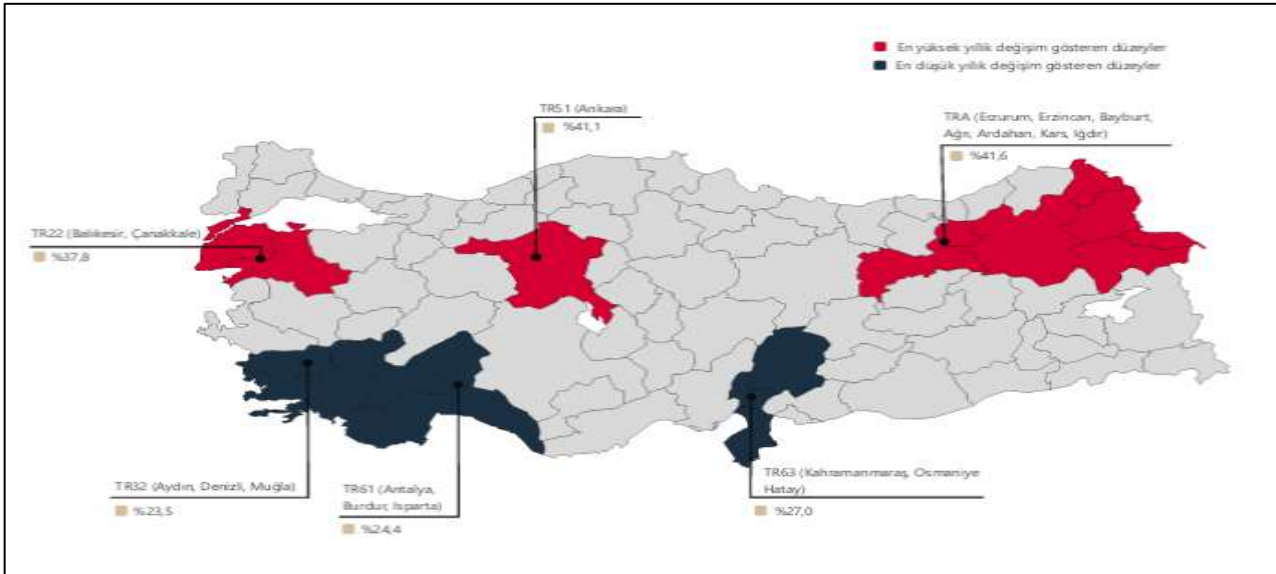 En yüksek yıllık değişim gösteren düzeyler
En düşük yıllık değişim gösteren düzeyler
TR51 (Ankara)
%41,1
TRA (Erzurum, Erzincan, Bayburt,
Ağrı, Ardahan, Kars, Iğdır)
%41,6
TR22 (Balıkesir, Çanakkale)
%37,8
TR32 (Aydın, Denizli, Muğla)
%23,5
TR61 (Antalya,
Burdur, Isparta)
%24,4
TR63 (Kahramanmaraş, Osmaniye
Hatay)
%27,0